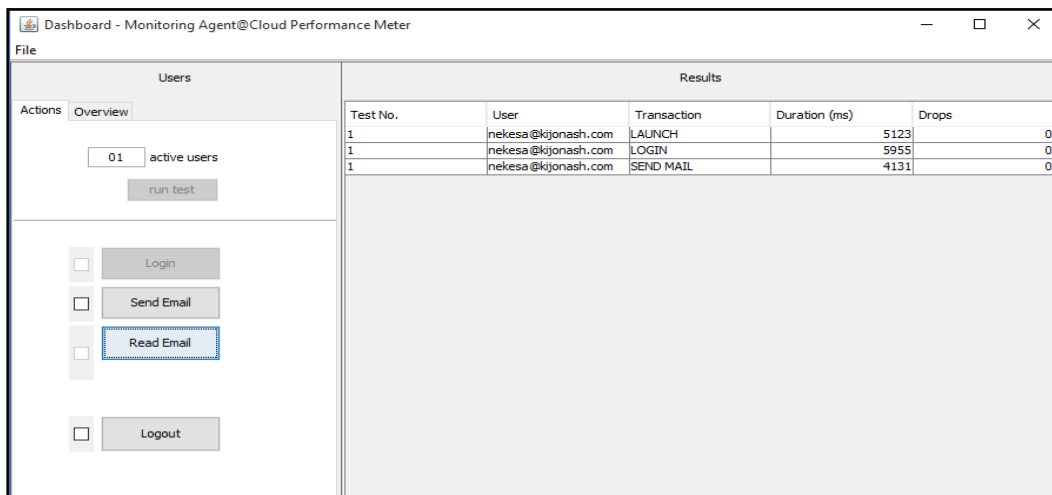 Dashboard - Monitoring Agent@Cloud Performance Meter
File
Users
Actions Overview
01 active users
run test
Login
Send Email
Read Email
Logout
Results
Test No. User Transaction Duration (ms) Drops
1 nekesa@kijonash.com LAUNCH 5123 0
1 nekesa@kijonash.com LOGIN 5955 0
1 nekesa@kijonash.com SEND MAIL 4131 0